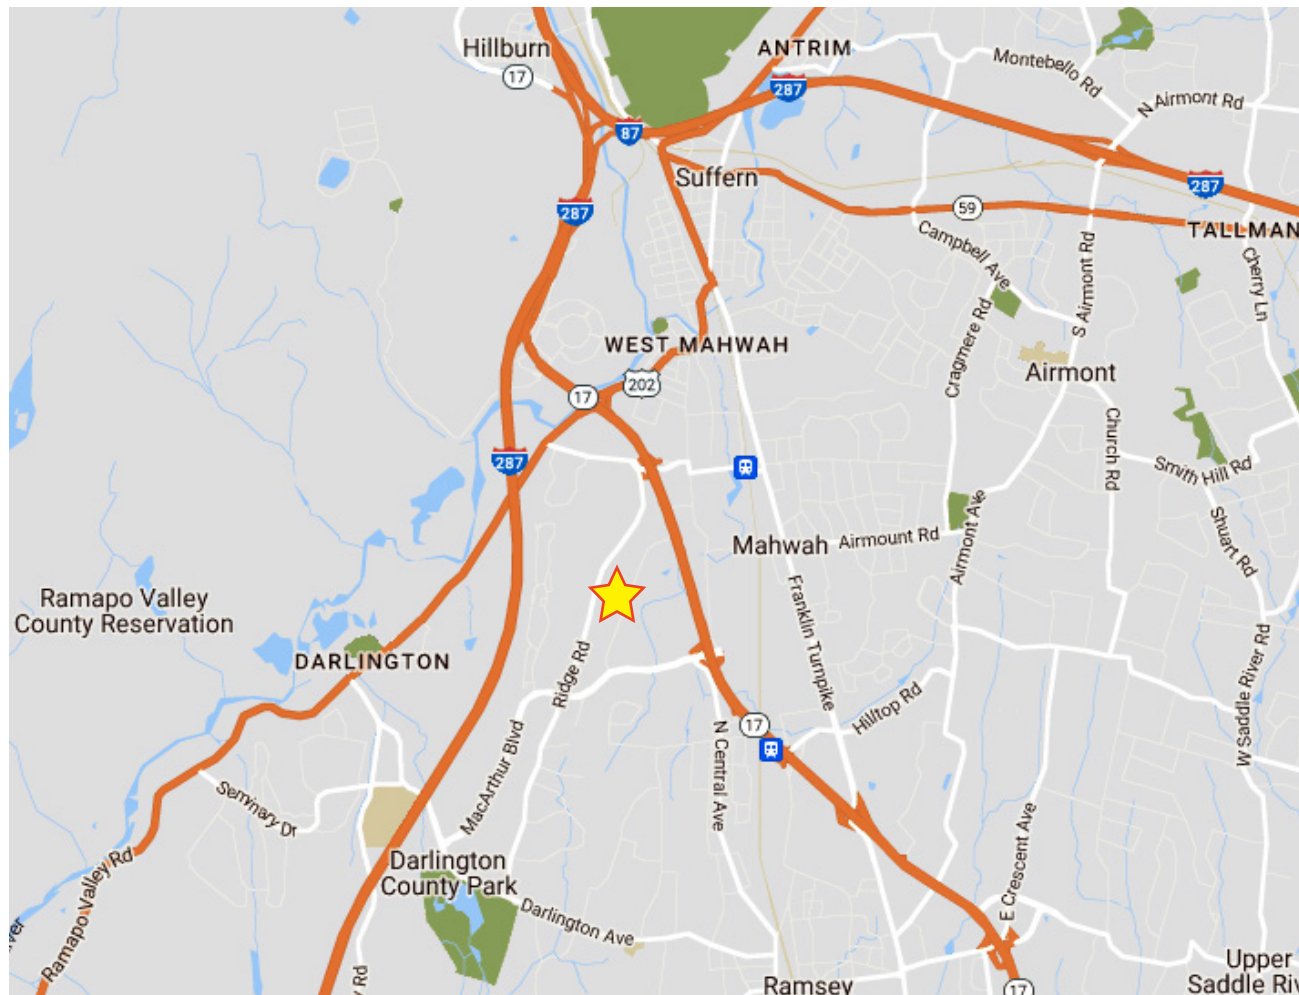 Hillburn
17
ANTRIM
287
Montebello Rd
N Airmont Rd
87
Suffern
287
287
59
TALLMAN
Campbell Ave
S Airmont Rd
Cherry Ln
Cragmere Rd
WEST MAHWAH
202
17
Airmont
Church Rd
287
Smith Hill Rd
Shuart Rd
Mahwah
Airmount Rd
Airmont Ave
Ramapo Valley
County Reservation
Franklin Turnpike
DARLINGTON
Ridge Rd
W Saddle River Rd
Hilltop Rd
17
N Central Ave
MacArthur Blvd
Seminary Dr
E Crescent Ave
Ramapo Valley Rd
Darlington
County Park
Darlington Ave
ver
y Rd
Ramsey
17
Upper
Saddle Riv